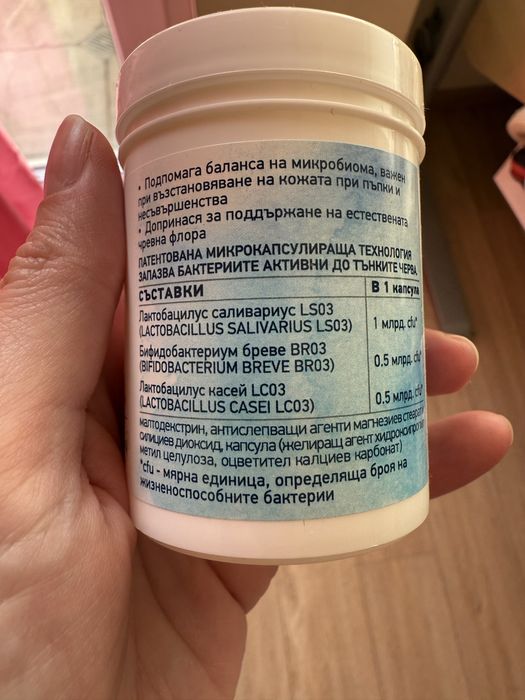 • Подпомага баланса на микробиома, важен
при възстановяване на кожата при пъпки и
несъвършенства
• Допринася за поддържане на естествената
чревна флора
ПАТЕНТОВАНА МИКРОКАПСУЛИРАЩА ТЕХНОЛОГИЯ
ЗАПАЗВА БАКТЕРИИТЕ АКТИВНИ ДО ТЪНКИТЕ ЧЕРВА.
СЪСТАВКИ В 1 капсула
Лактобацилус саливариус LS03
(LACTOBACILLUS SALIVARIUS LS03) 1 млрд. cfu*
Бифидобактериум бреве BR03
(BIFIDOBACTERIUM BREVE BR03) 0.5 млрд. cfu*
Лактобацилус касей LC03
(LACTOBACILLUS CASEI LC03) 0.5 млрд. cfu*
малтодекстрин, антислепващи агенти магнезиев
силициев диоксид, капсула (желиращ агент
метил целулоза, оцветител калциев карбонат)
*cfu - мярна единица, определяща броя на
жизненоспособните бактерии